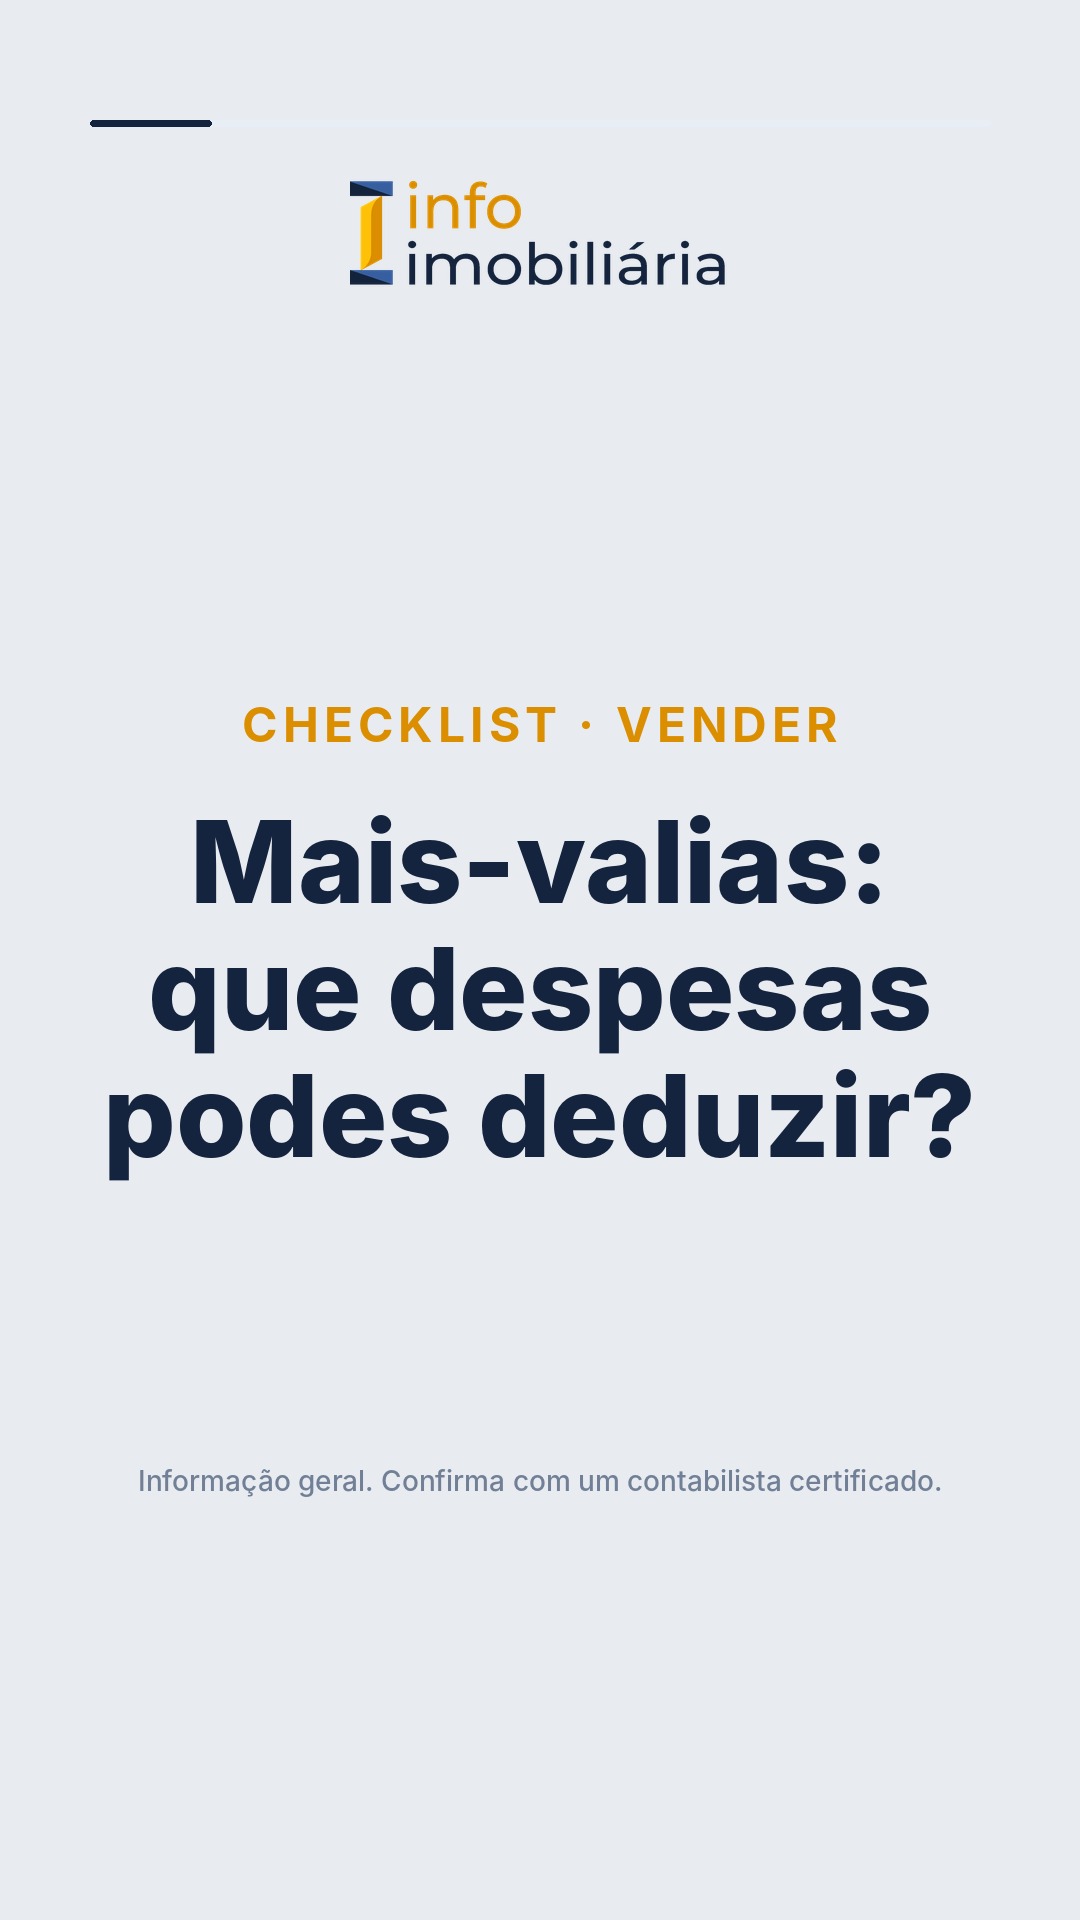 info
imobiliária
CHECKLIST · VENDER
Mais-valias:
que despesas
podes deduzir?
Informação geral. Confirma com um contabilista certificado.